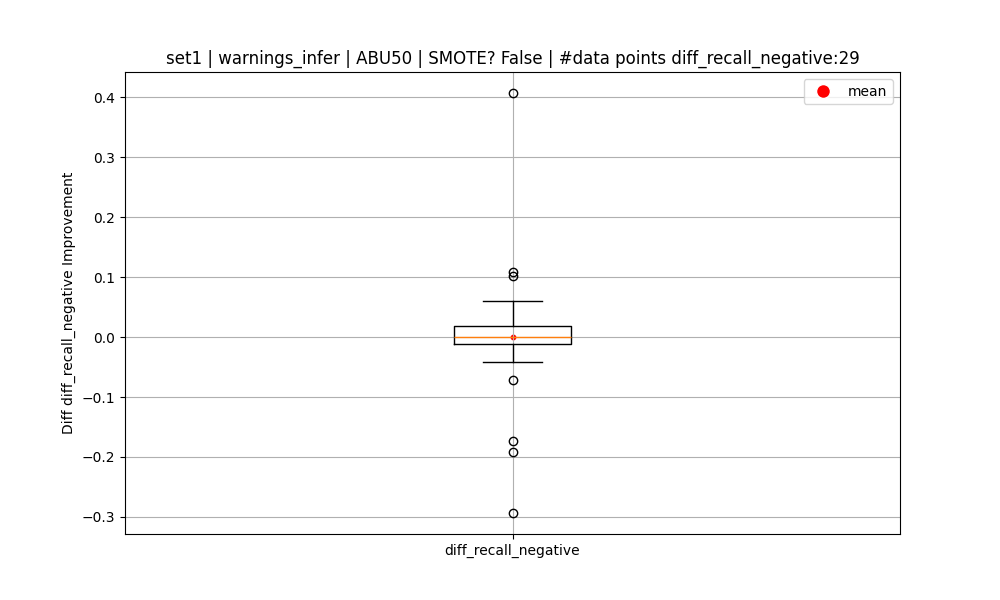 set1 | warnings_infer | ABU50 | SMOTE? False | #data points diff_recall_negative:29
mean
Diff diff_recall_negative Improvement
0.4
0.3
0.2
0.1
0.0
−0.1
−0.2
−0.3
diff_recall_negative